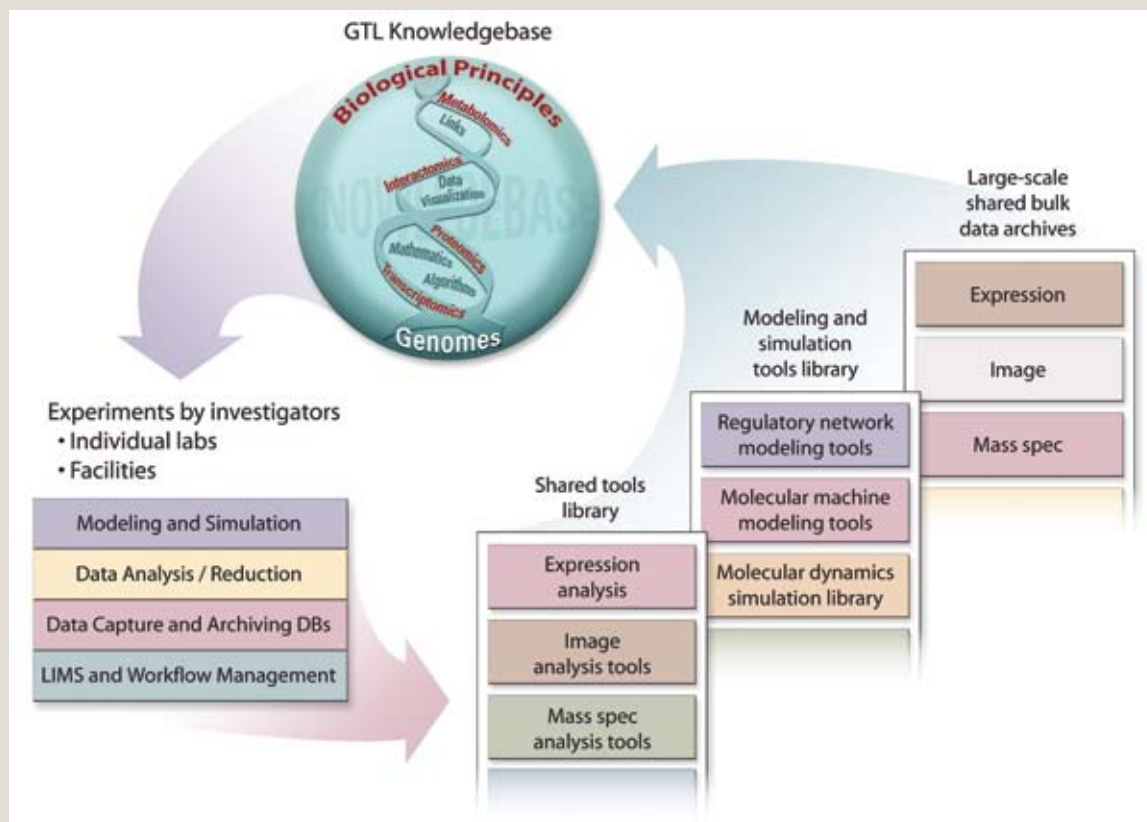 GTL Knowledgebase
Biological Principles
Metabolomics
Links
Interactomics
Data
Visualization
KNOWLEDGEBASE
Proteomics
Mathematics
Algorithms
Transcriptomics
Genomes
Experiments by investigators
• Individual labs
• Facilities
Modeling and Simulation
Data Analysis / Reduction
Data Capture and Archiving DBs
LIMS and Workflow Management
Shared tools
library
Expression
analysis
Image
analysis tools
Mass spec
analysis tools
Modeling and
simulation
tools library
Regulatory network
modeling tools
Molecular machine
modeling tools
Molecular dynamics
simulation library
Large-scale
shared bulk
data archives
Expression
Image
Mass spec